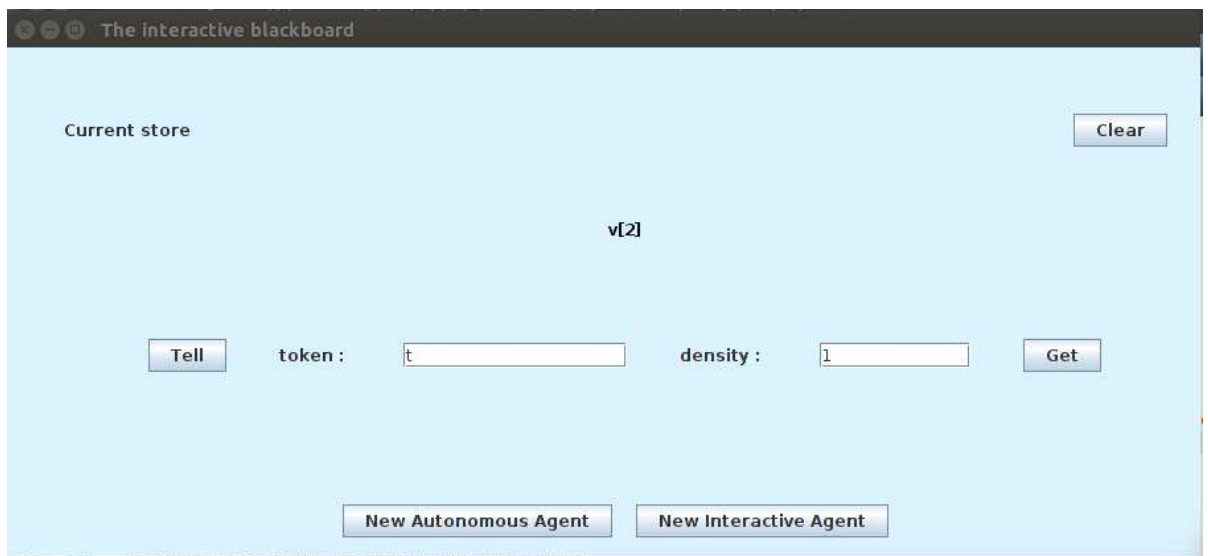 The interactive blackboard
Current store Clear
v[2]
Tell token : t density : 1 Get
New Autonomous Agent New Interactive Agent